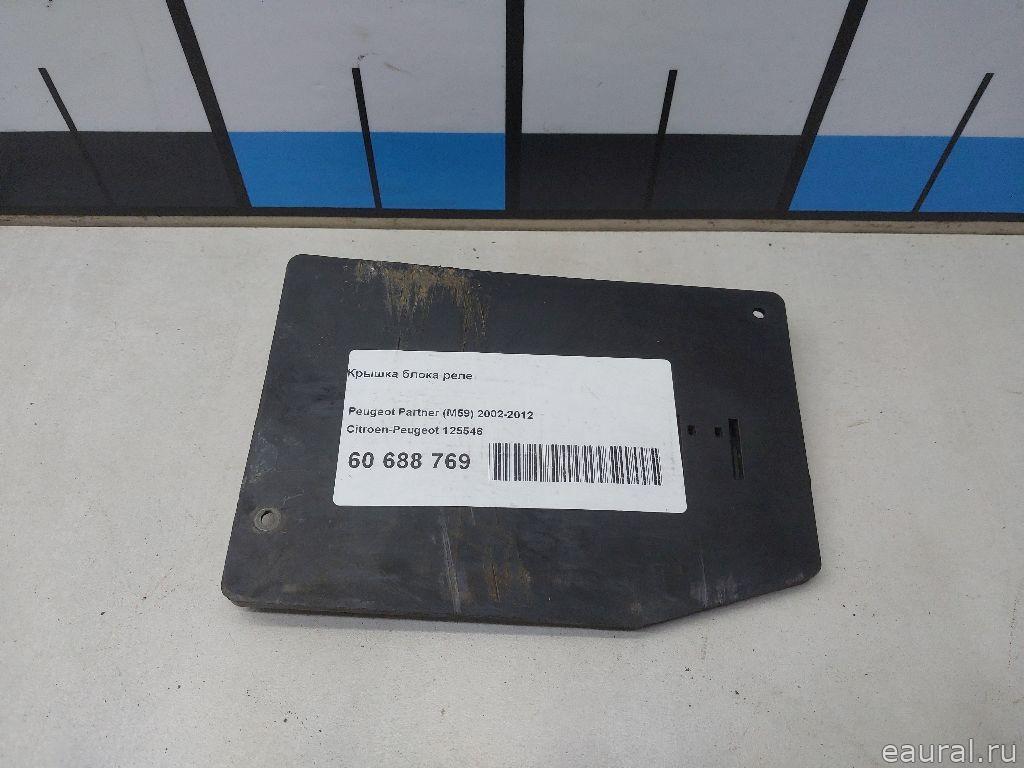 Крышка блока реле
Peugeot Partner (M59) 2002-2012
Citroen-Peugeot 125546
60 688 769
eaural.ru